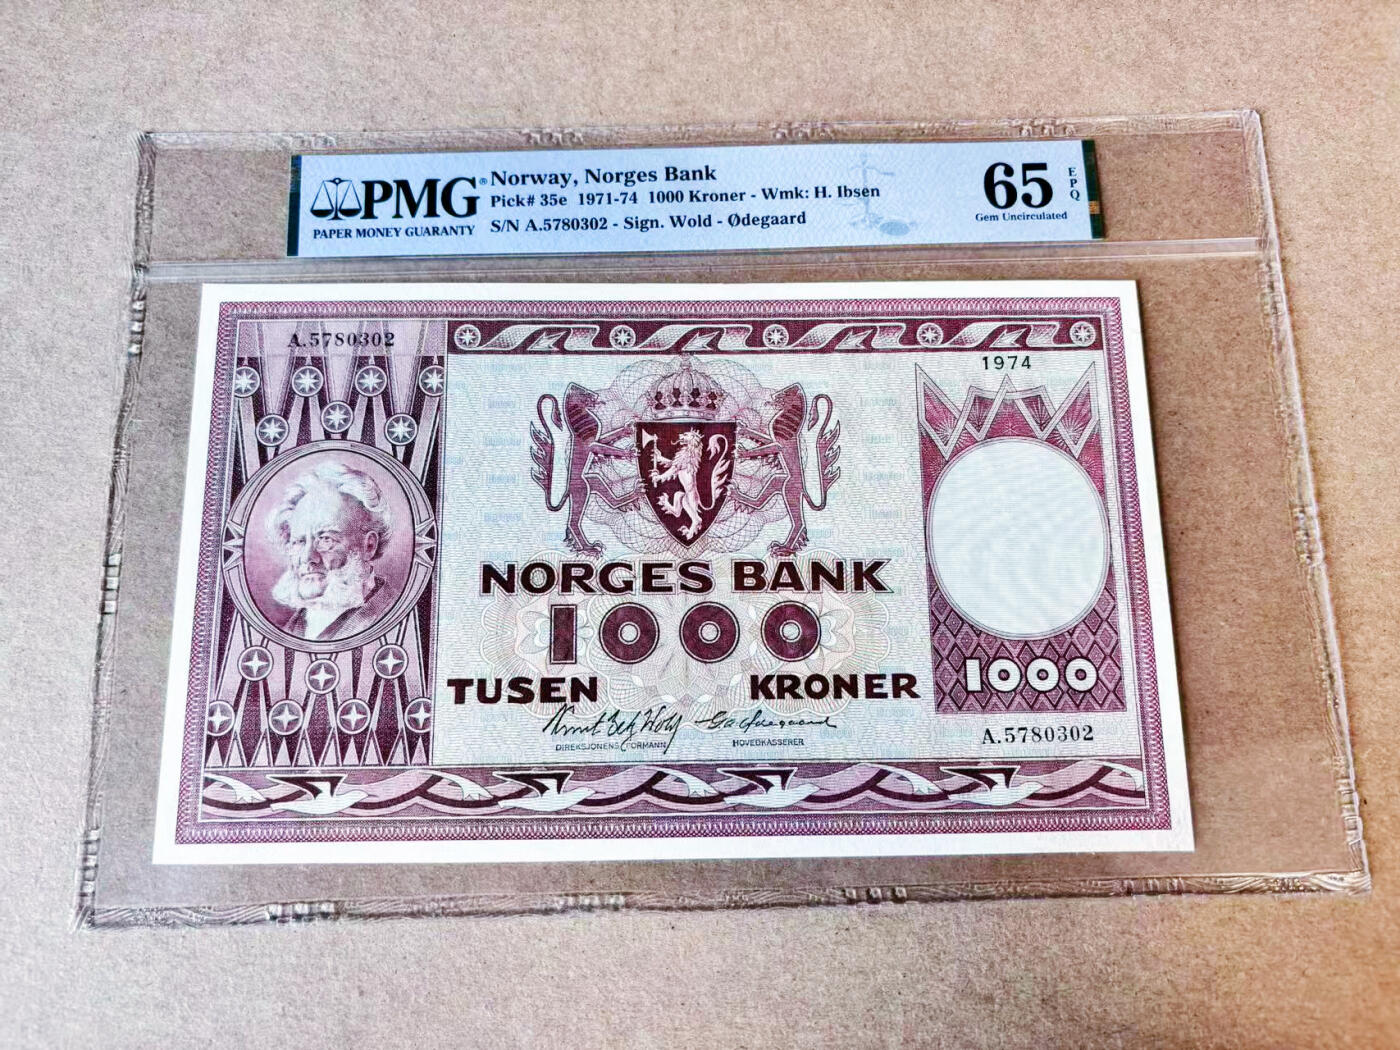 PMG®
PAPER MONEY GUARANTY
Norway, Norges Bank
Pick# 35e 1971-74 1000 Kroner - Wmk: H. Ibsen
S/N A.5780302 - Sign. Wold - Ødegaard
65 EPQ
Gem Uncirculated
A.5780302
1974
NORGES BANK
1000
TUSEN KRONER
1000
DIREKSJONENS FORMANN
HOVEDKASSERER
A.5780302